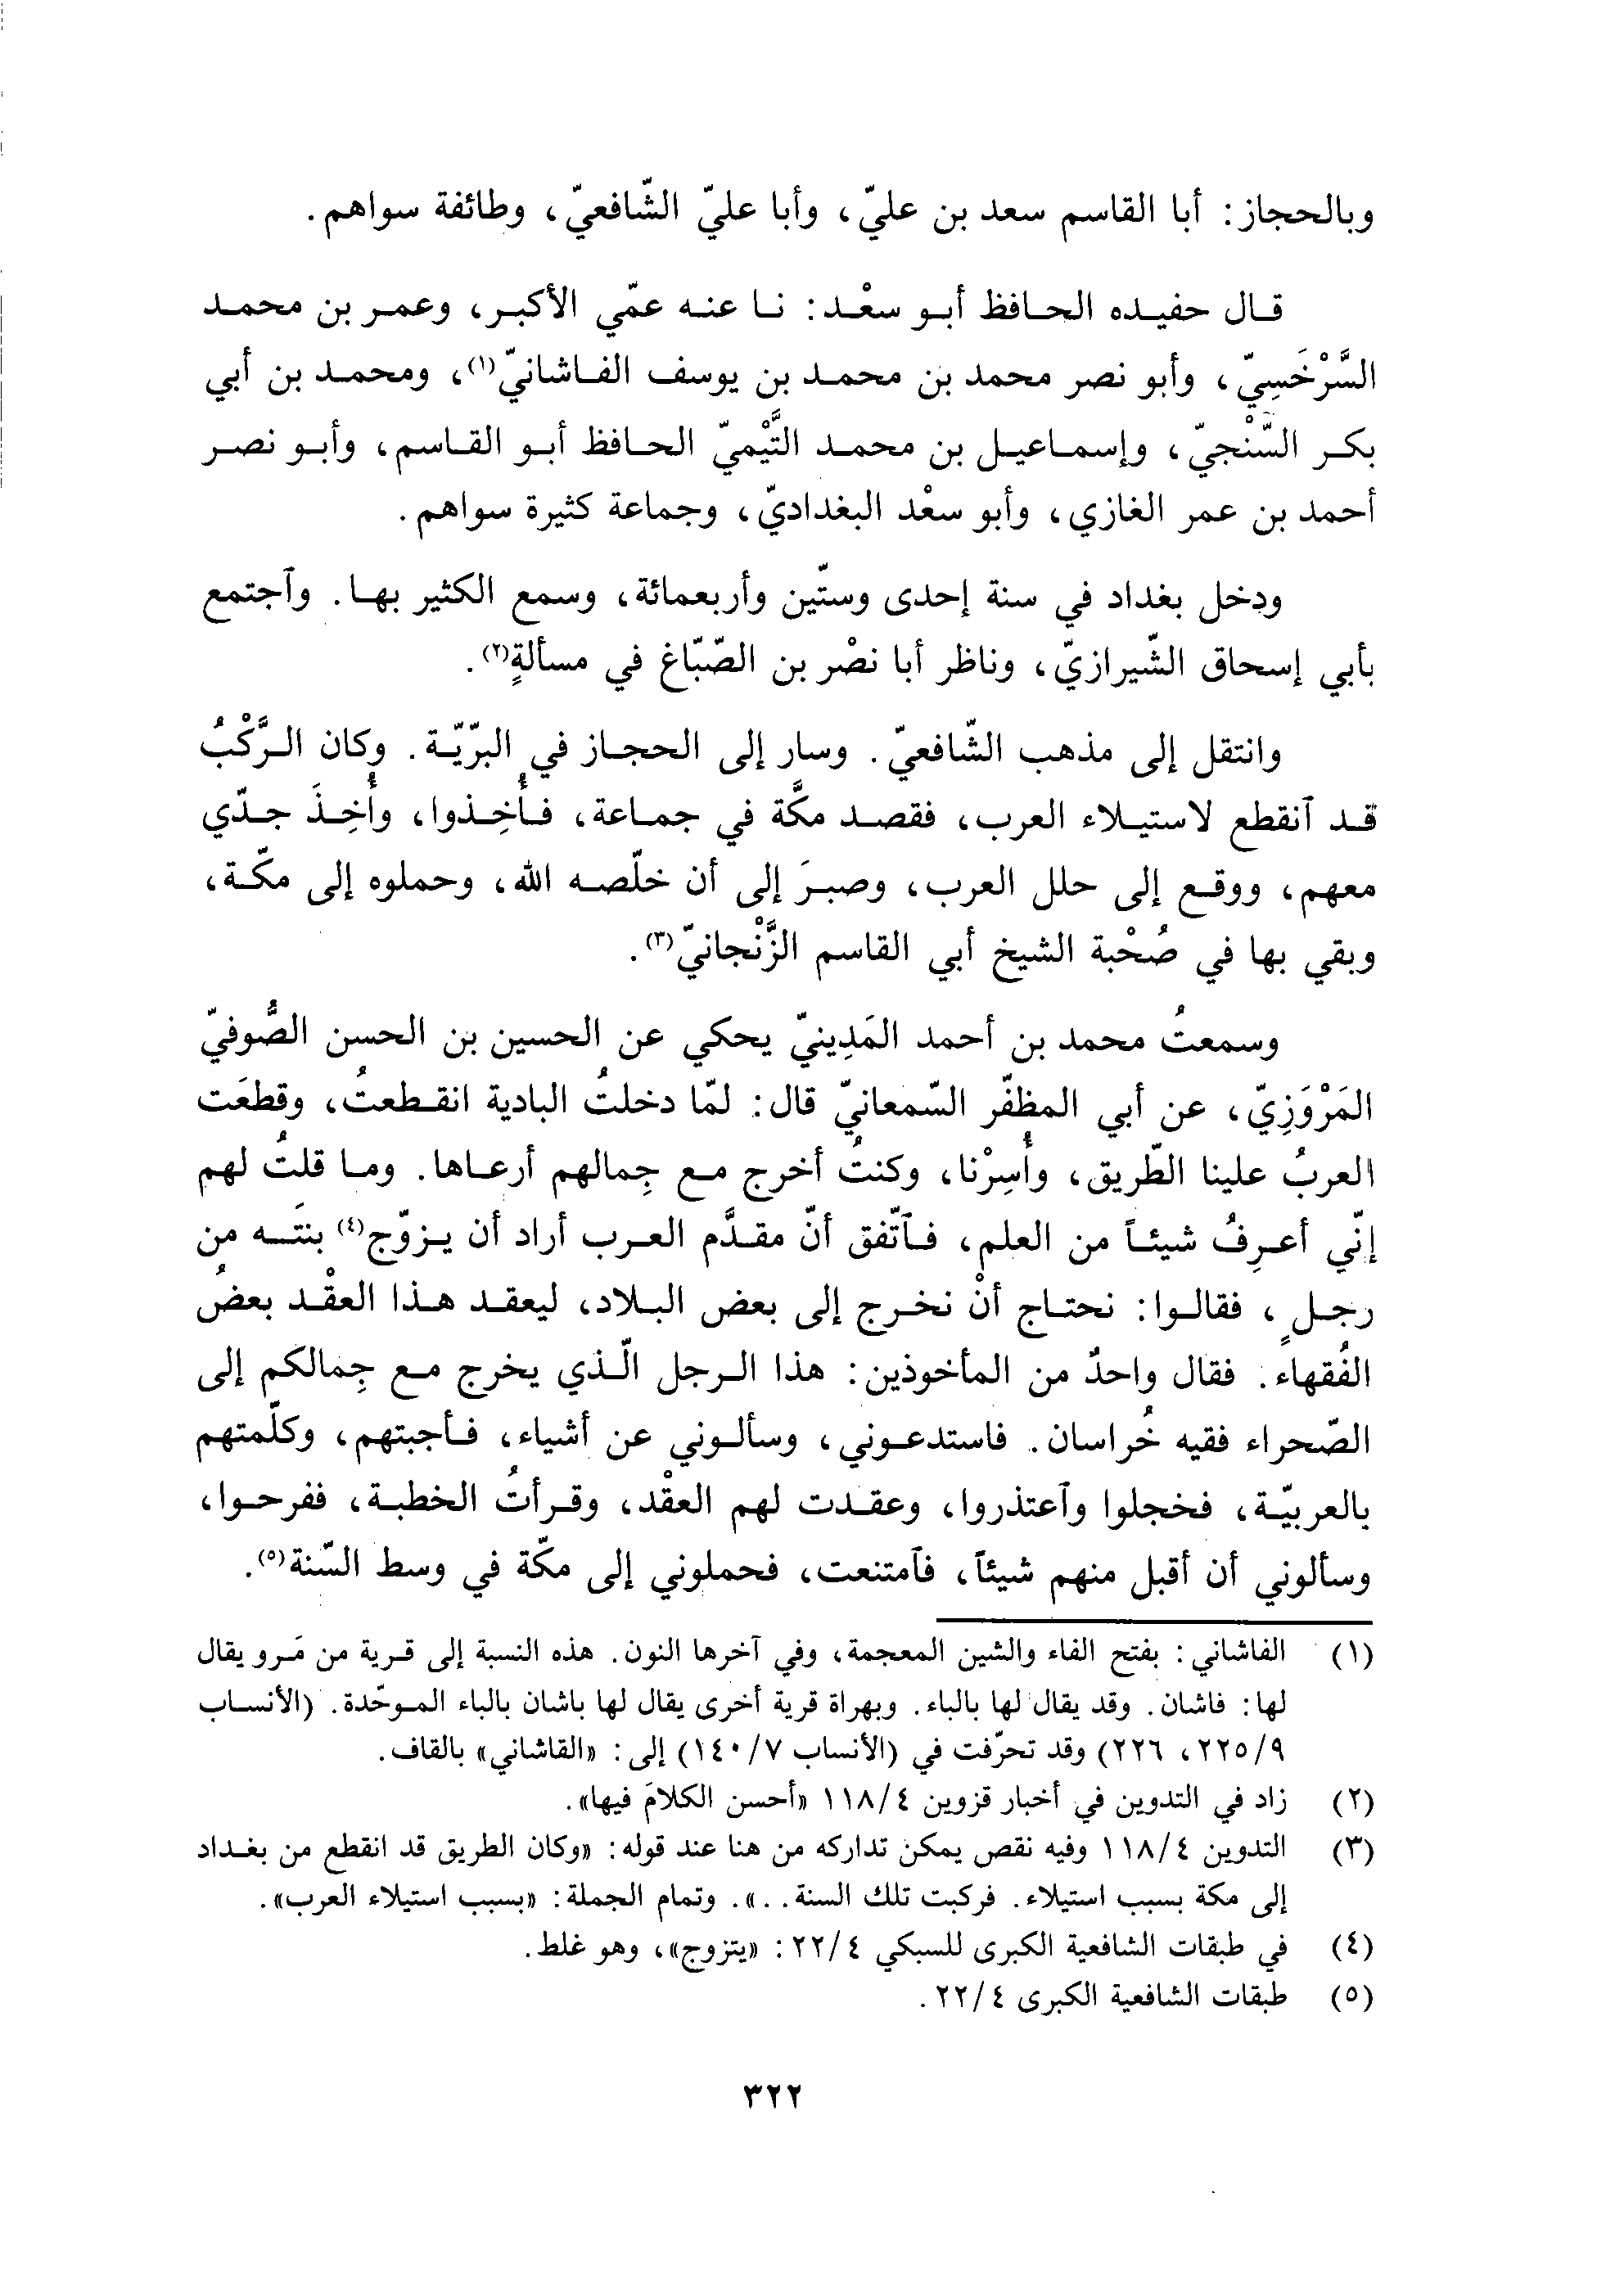 وبالحجاز: أبا القاسم سعد بن عليّ، وأبا عليّ الشّافعيّ، وطائفة سواهم.
قال حفيده الحافظ أبو سعْد: نا عنه عمّي الأكبر، وعمر بن محمد
السَّرْخَسِيّ، وأبو نصر محمد بن محمد بن يوسف الفاشانيّ(١)، ومحمد بن أبي
بكر السّنْجيّ، وإسماعيل بن محمد التَّيْميّ الحافظ أبو القاسم، وأبو نصر
أحمد بن عمر الغازي، وأبو سعْد البغداديّ، وجماعة كثيرة سواهم.
ودخل بغداد في سنة إحدى وستّين وأربعمائة، وسمع الكثير بها. وآجتمع
بأبي إسحاق الشّيرازيّ، وناظر أبا نصْر بن الصّبّاغ في مسألةٍ(٢).
وانتقل إلى مذهب الشّافعيّ. وسار إلى الحجاز في البرّيّة. وكان الرَّكْبُ
قد آنقطع لاستيلاء العرب، فقصد مكَّة في جماعة، فأُخِذوا، وأُخِذَ جدّي
معهم، ووقع إلى حلل العرب، وصبرَ إلى أن خلّصه الله، وحملوه إلى مكّة،
وبقي بها في صُحْبة الشيخ أبي القاسم الزَّنْجانيّ(٣).
وسمعتُ محمد بن أحمد المَدِينيّ يحكي عن الحسين بن الحسن الصُّوفيّ
المَرْوَزِيّ، عن أبي المظفّر السّمعانيّ قال: لمّا دخلتُ البادية انقطعتُ، وقطعَت
العربُ علينا الطّريق، وأُسِرْنا، وكنتُ أخرج مع جِمالهم أرعاها. وما قلتُ لهم
إنّي أعرِفُ شيئاً من العلم، فآتّفق أنّ مقدَّم العرب أراد أن يزوّج(٤) بنتَه من
رجلٍ، فقالوا: نحتاج أنْ نخرج إلى بعض البلاد، ليعقد هذا العقْد بعضُ
الفُقهاء. فقال واحدٌ من المأخوذين: هذا الرجل الّذي يخرج مع جِمالكم إلى
الصّحراء فقيه خُراسان. فاستدعوني، وسألوني عن أشياء، فأجبتهم، وكلّمتهم
بالعربيّة، فخجلوا وآعتذروا، وعقدت لهم العقْد، وقرأتُ الخطبة، ففرحوا،
وسألوني أن أقبل منهم شيئاً، فآمتنعت، فحملوني إلى مكّة في وسط السّنة(٥).
(١) الفاشاني: بفتح الفاء والشين المعجمة، وفي آخرها النون. هذه النسبة إلى قرية من مَرو يقال
لها: فاشان. وقد يقال لها بالباء. وبهراة قرية أخرى يقال لها باشان بالباء الموحّدة. (الأنساب
٢٢٥/٩، ٢٢٦) وقد تحرّفت في (الأنساب ١٤٠/٧) إلى: «القاشاني» بالقاف.
(٢) زاد في التدوين في أخبار قزوين ١١٨/٤ «أحسن الكلامَ فيها».
(٣) التدوين ١١٨/٤ وفيه نقص يمكن تداركه من هنا عند قوله: «وكان الطريق قد انقطع من بغداد
إلى مكة بسبب استيلاء. فركبت تلك السنة...». وتمام الجملة: «بسبب استيلاء العرب».
(٤) في طبقات الشافعية الكبرى للسبكي ٢٢/٤: «يتزوج»، وهو غلط.
(٥) طبقات الشافعية الكبرى ٢٢/٤.
٣٢٢